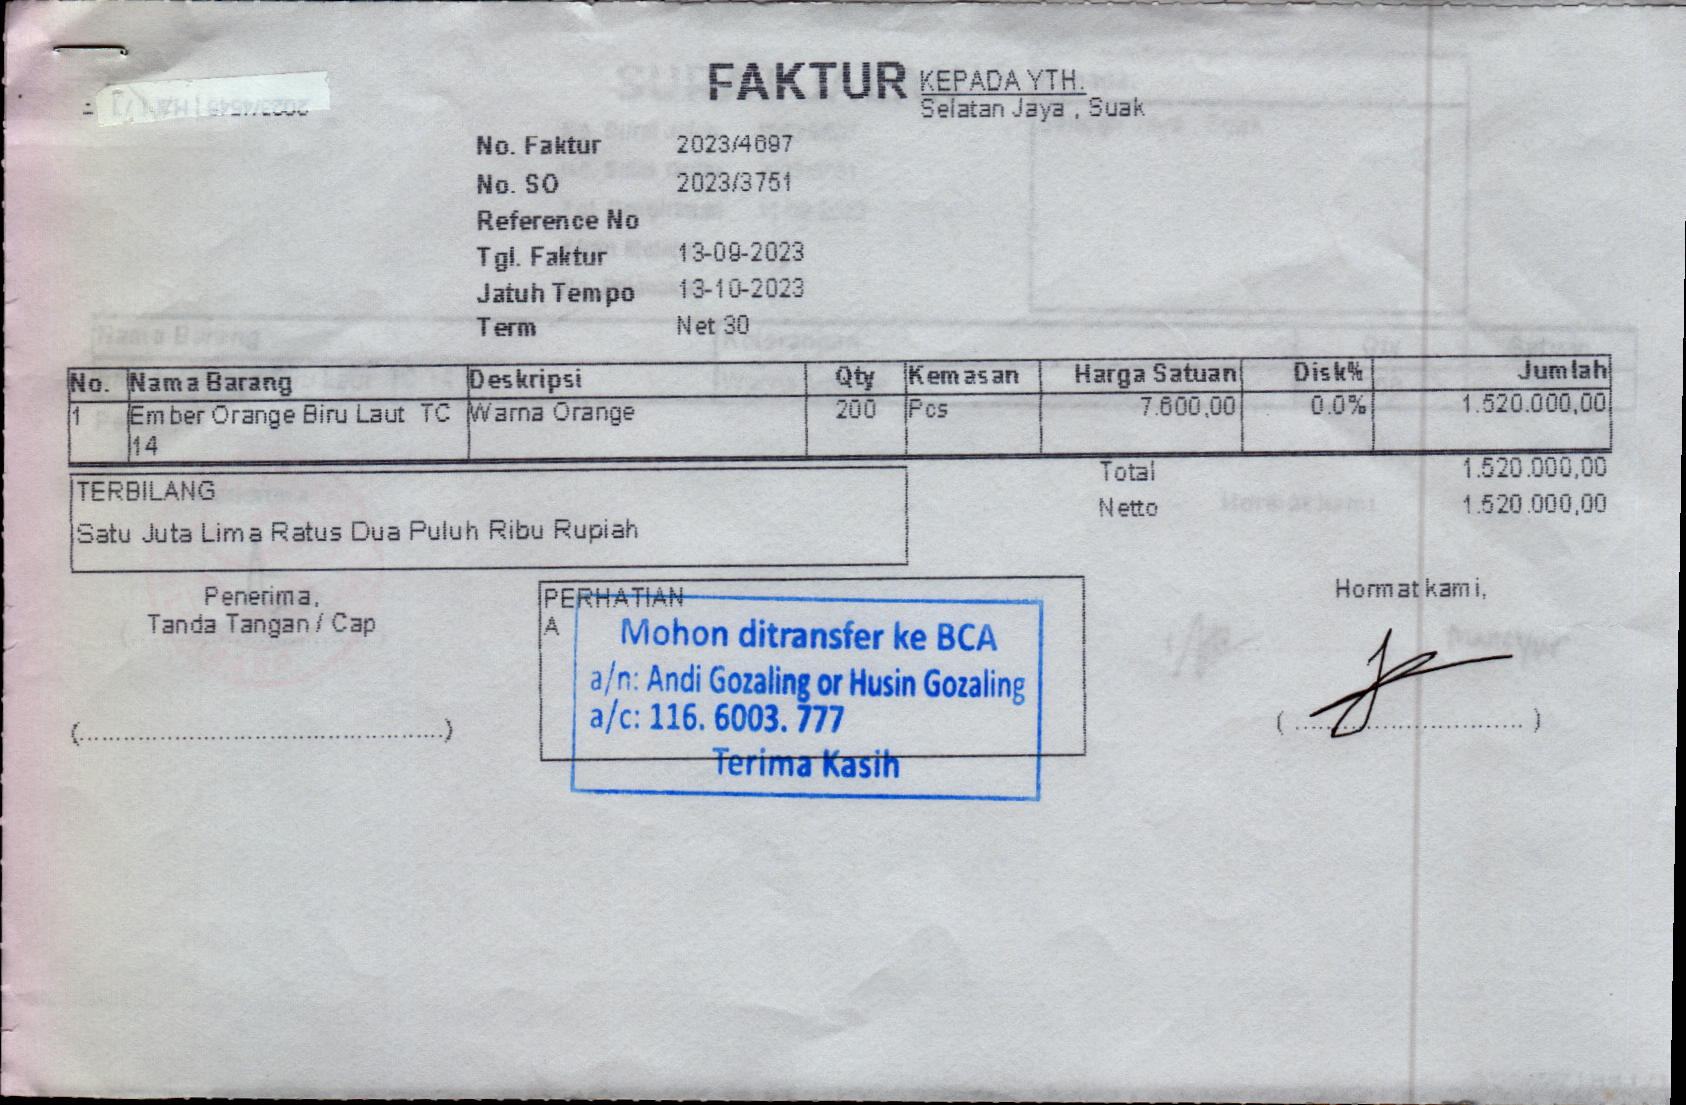 FAKTUR
KEPADA YTH.
Selatan Jaya , Suak
No. Faktur 2023/4697
No. SO 2023/3751
Reference No
Tgl. Faktur 13-09-2023
Jatuh Tempo 13-10-2023
Term Net 30
No. Nama Barang Deskripsi Qty Kemasan Harga Satuan Disk% Jumlah
1 Ember Orange Biru Laut TC 14 Warna Orange 200 Pcs 7.600,00 0.0% 1.520.000,00
Total 1.520.000,00
Netto 1.520.000,00
TERBILANG
Satu Juta Lima Ratus Dua Puluh Ribu Rupiah
Penerima,
Tanda Tangan / Cap
(..............................................)
PERHATIAN
A
Mohon ditransfer ke BCA
a/n: Andi Gozaling or Husin Gozaling
a/c: 116. 6003. 777
Terima Kasih
Hormat kami,
( .............................. )